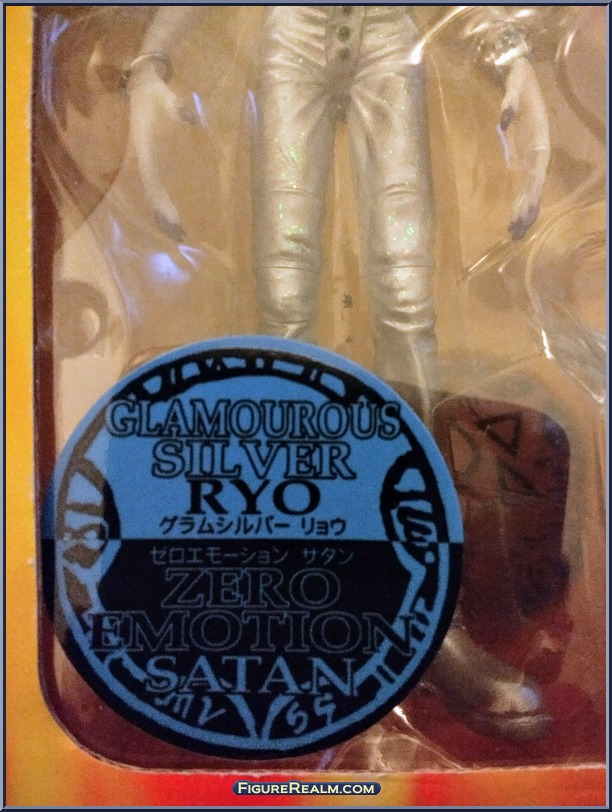 GLAMOUROUS
SILVER
RYO
グラムシルバー リョウ
ゼロエモーション サタン
ZERO
EMOTION
SATAN
FIGUREREALM.COM